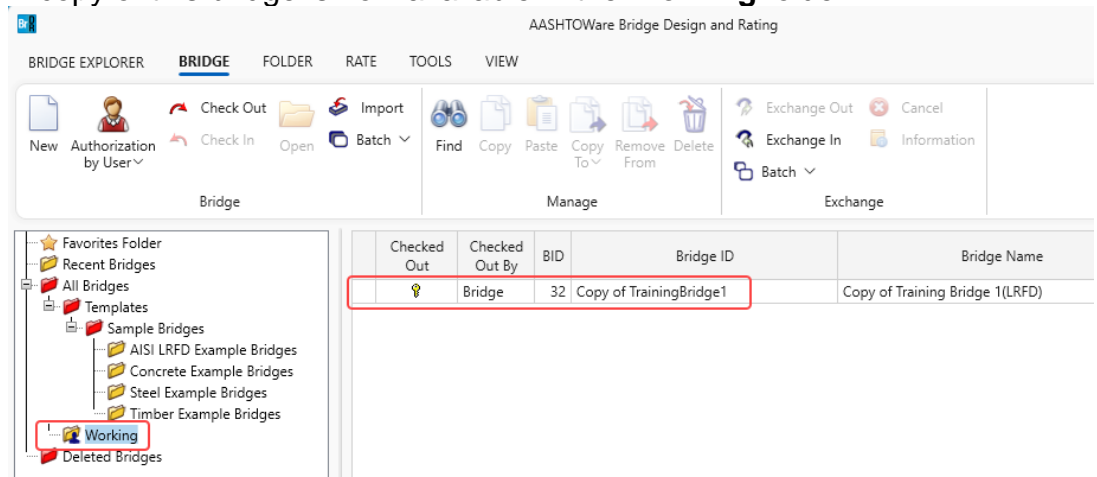 AASHTOWare Bridge Design and Rating
BRIDGE EXPLORER BRIDGE FOLDER RATE TOOLS VIEW
New
Authorization by User
Check Out
Check In
Open
Import
Batch
Bridge
Find
Copy
Paste
Copy To
Remove From
Delete
Manage
Exchange Out
Exchange In
Batch
Cancel
Information
Exchange
Favorites Folder
Recent Bridges
All Bridges
Templates
Sample Bridges
AISI LRFD Example Bridges
Concrete Example Bridges
Steel Example Bridges
Timber Example Bridges
Working
Deleted Bridges
Checked Out Checked Out By BID Bridge ID Bridge Name
Bridge 32 Copy of TrainingBridge1 Copy of Training Bridge 1(LRFD)